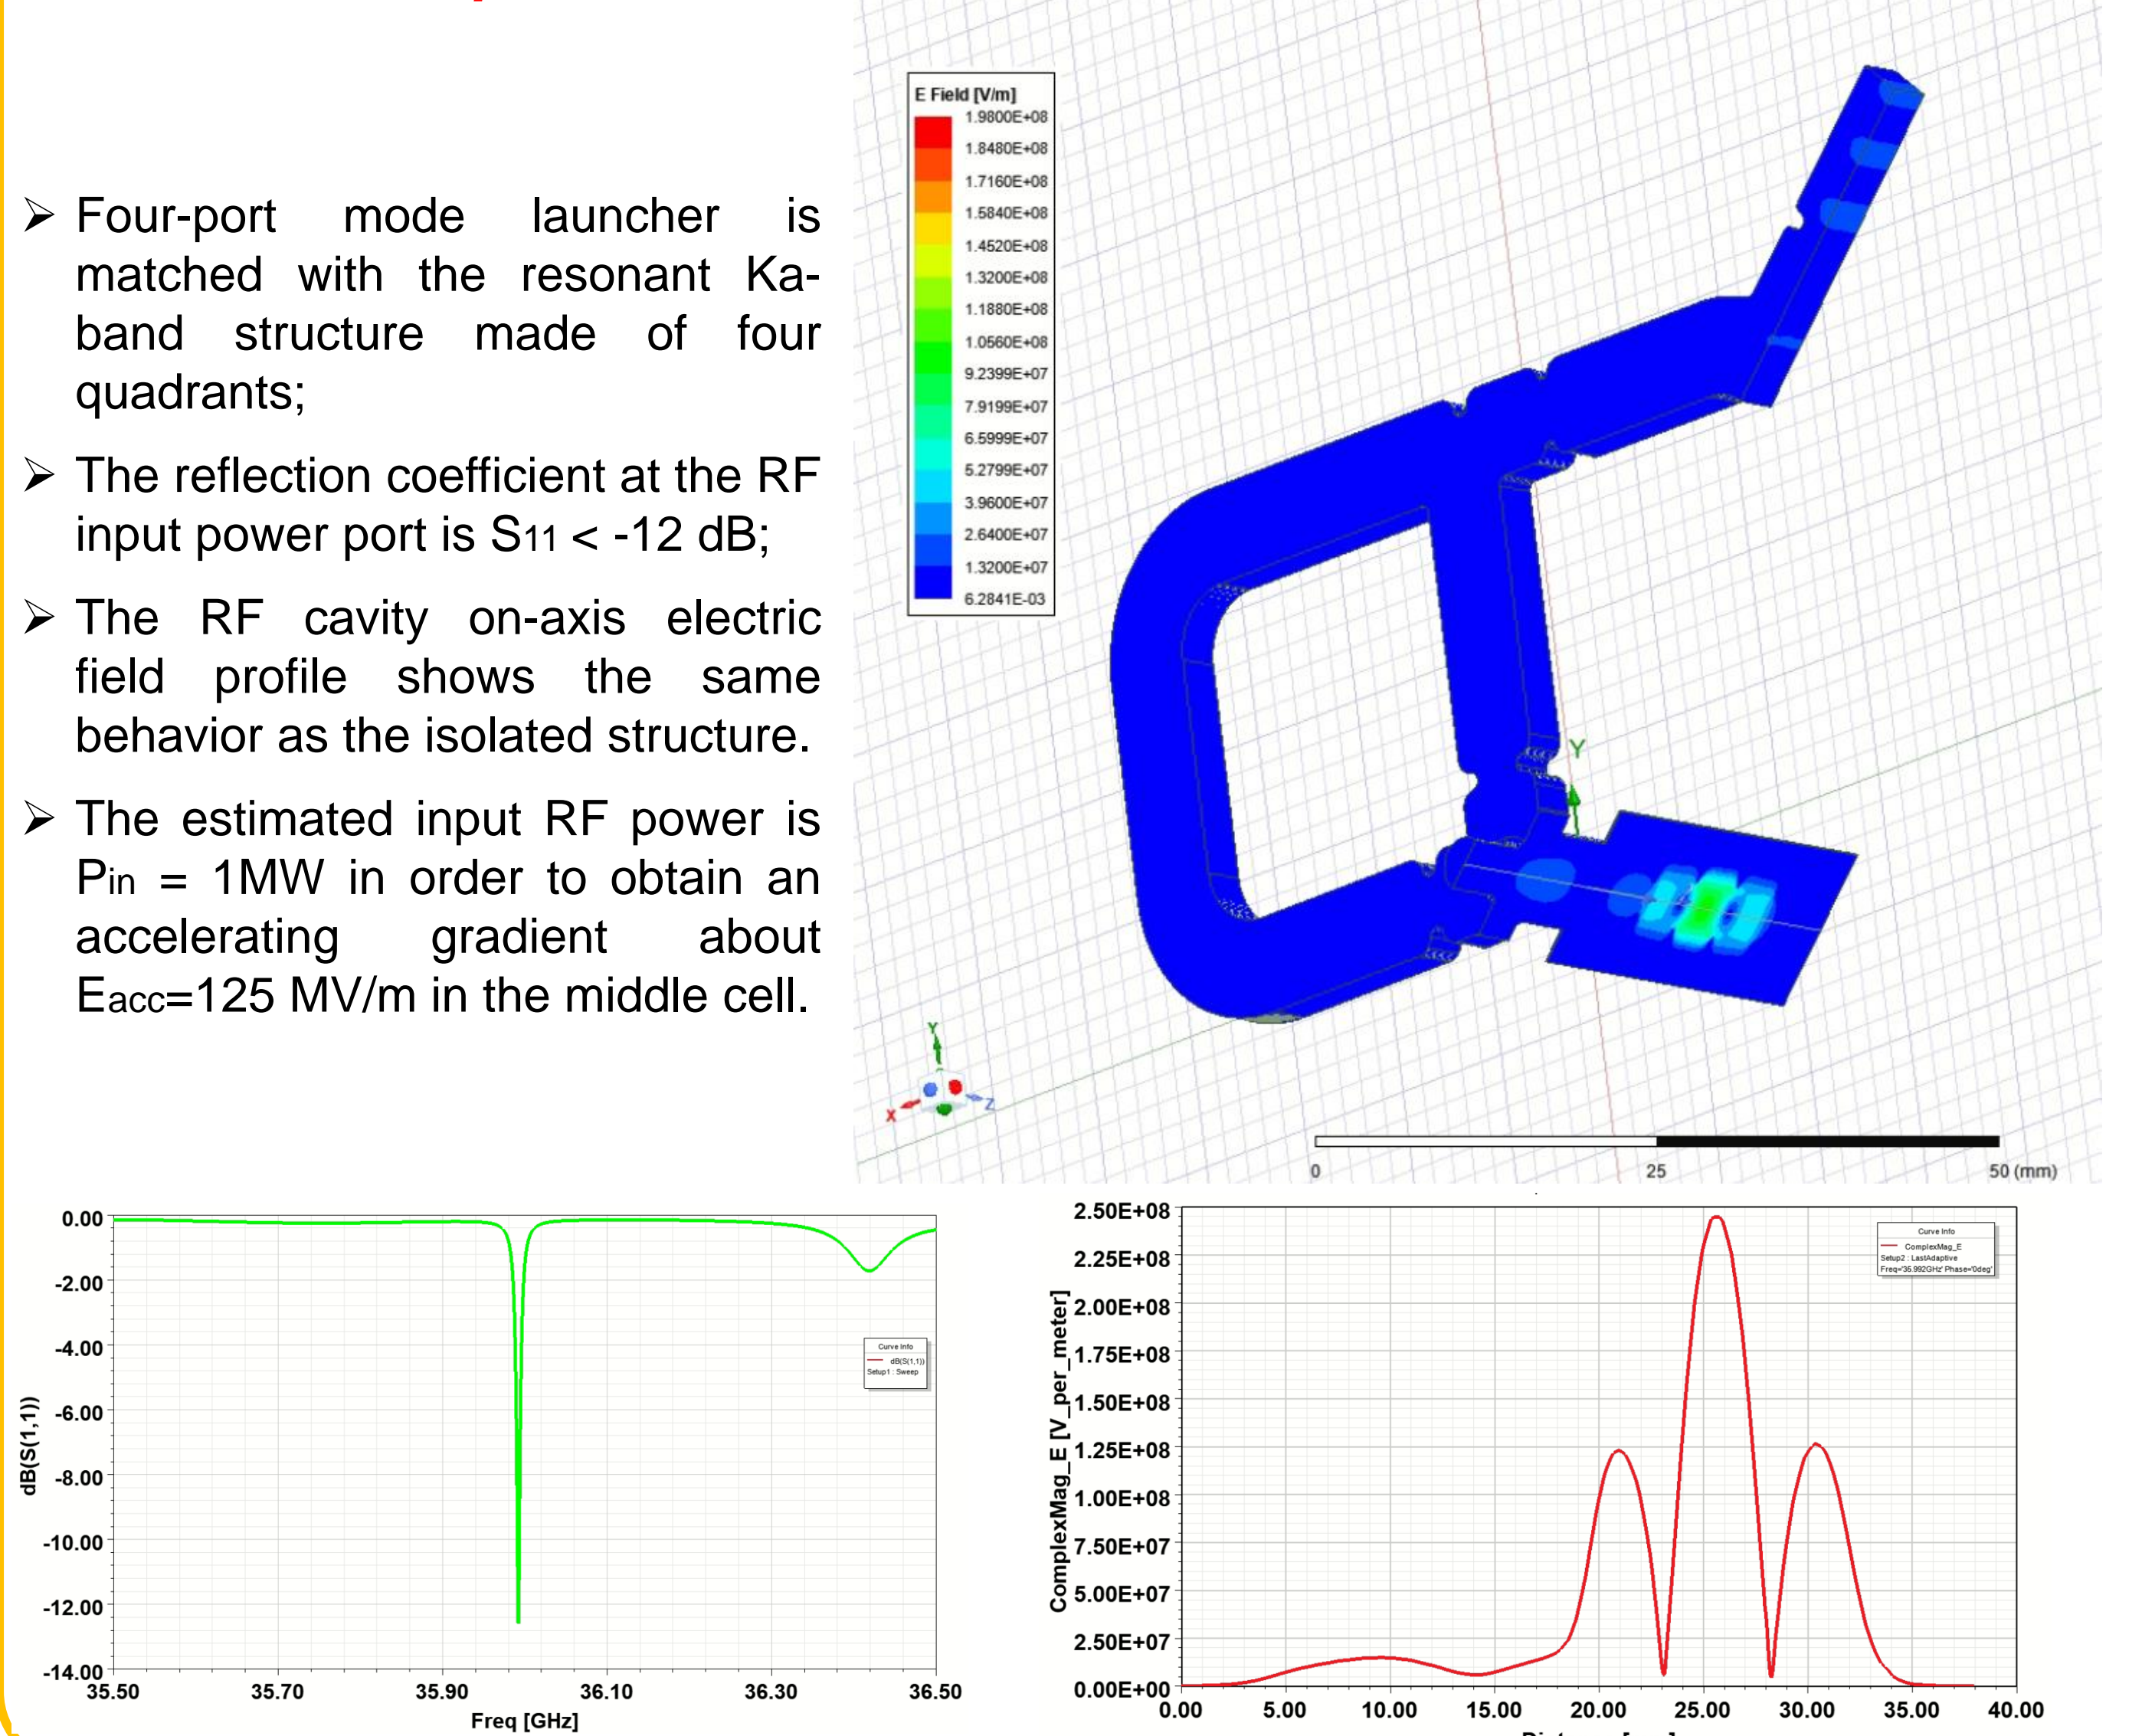 ➢ Four-port mode launcher is
matched with the resonant Ka-
band structure made of four
quadrants;
➢ The reflection coefficient at the RF
input power port is S11 < -12 dB;
➢ The RF cavity on-axis electric
field profile shows the same
behavior as the isolated structure.
➢ The estimated input RF power is
Pin = 1MW in order to obtain an
accelerating gradient about
Eacc=125 MV/m in the middle cell.
E Field [V/m]
1.9800E+08
1.8480E+08
1.7160E+08
1.5840E+08
1.4520E+08
1.3200E+08
1.1880E+08
1.0560E+08
9.2399E+07
7.9199E+07
6.5999E+07
5.2799E+07
3.9600E+07
2.6400E+07
1.3200E+07
6.2841E-03
Y
Y
X
Z
0 25 50 (mm)
0.00
-2.00
-4.00
-6.00
-8.00
-10.00
-12.00
-14.00
dB(S(1,1))
Curve Info
dB(S(1,1))
Setup1 : Sweep
35.50 35.70 35.90 36.10 36.30 36.50
Freq [GHz]
2.50E+08
2.25E+08
2.00E+08
1.75E+08
1.50E+08
1.25E+08
1.00E+08
7.50E+07
5.00E+07
2.50E+07
0.00E+00
ComplexMag_E [V_per_meter]
Curve Info
ComplexMag_E
Setup2 : LastAdaptive
Freq='35.992GHz' Phase='0deg'
0.00 5.00 10.00 15.00 20.00 25.00 30.00 35.00 40.00